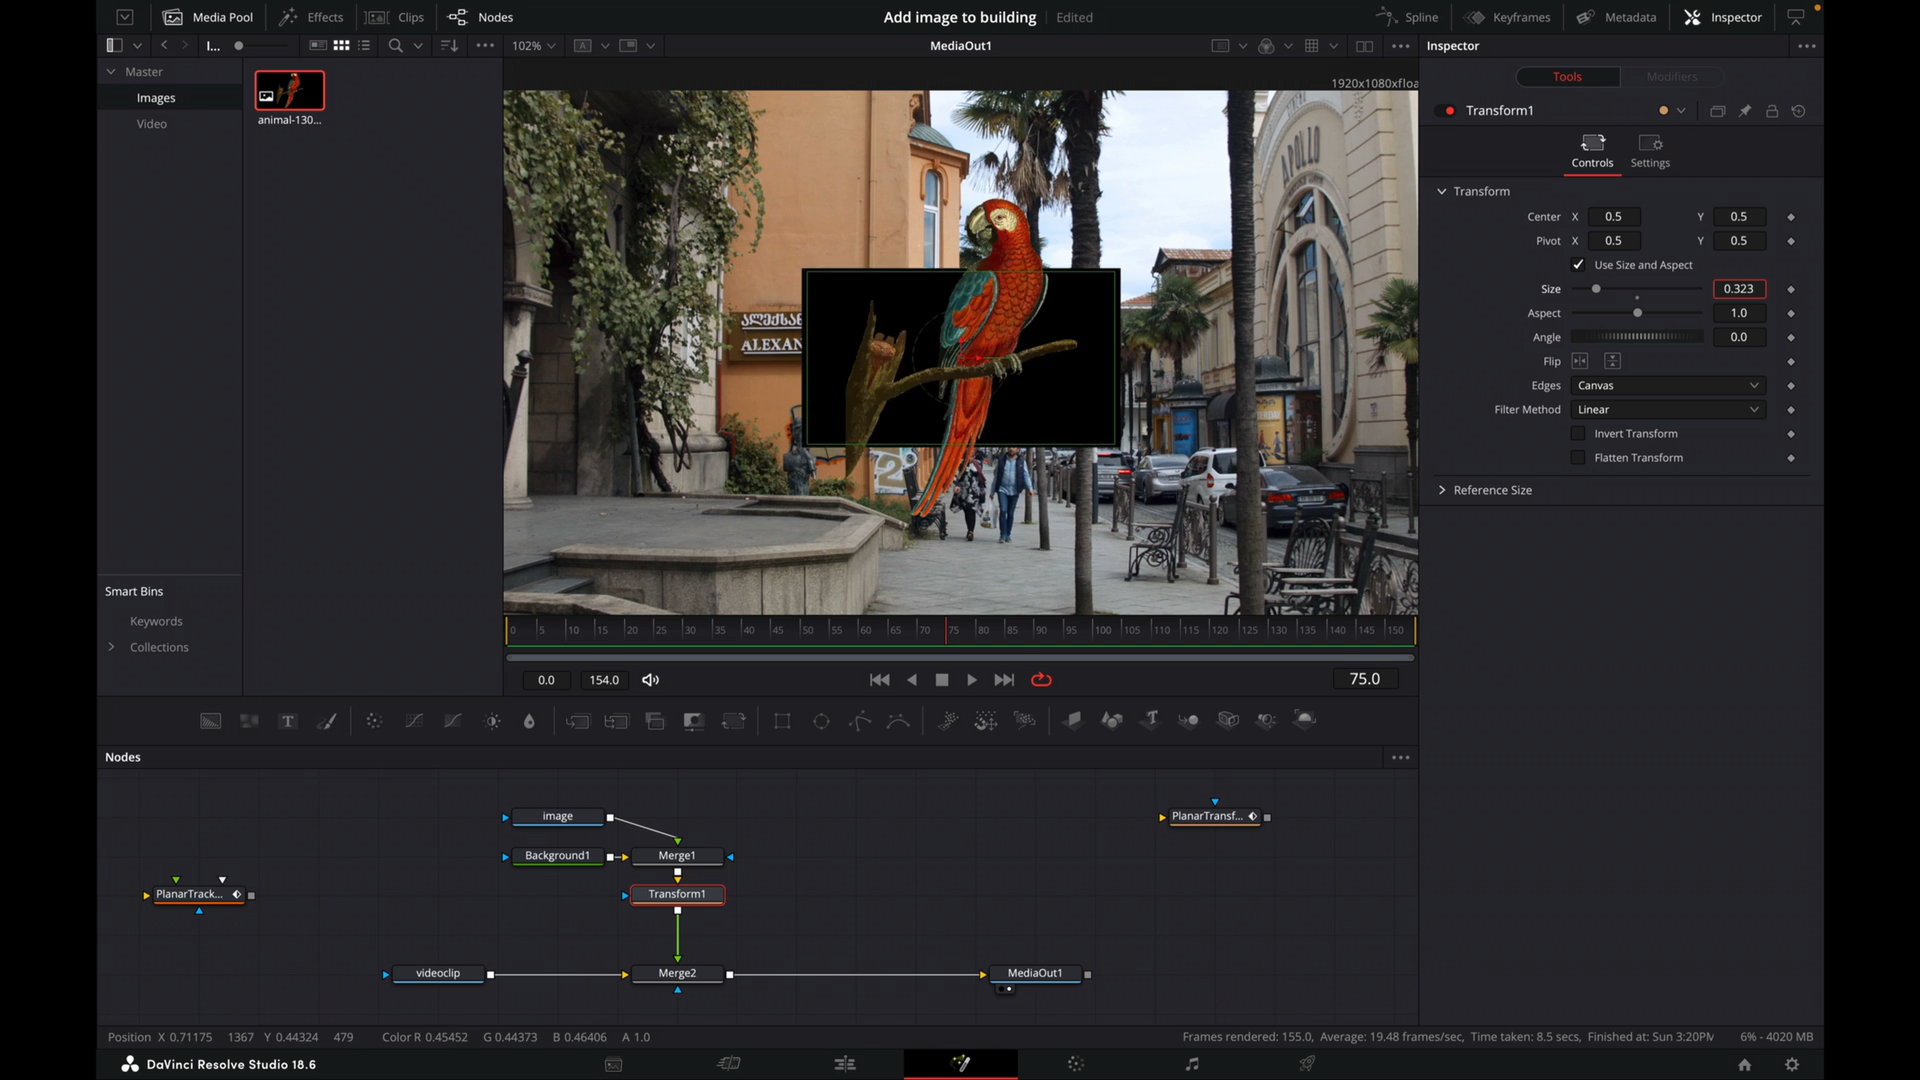 Media Pool
Effects
Clips
Nodes
Add image to building
Edited
Spline
Keyframes
Metadata
Inspector
I...
102%
MediaOut1
Inspector
Master
Images
Video
animal-130...
1920x1080xfloa
APOLLO
ALEXAN
Tools
Modifiers
Transform1
Controls
Settings
Transform
Center X 0.5 Y 0.5
Pivot X 0.5 Y 0.5
Use Size and Aspect
Size 0.323
Aspect 1.0
Angle 0.0
Flip
Edges Canvas
Filter Method Linear
Invert Transform
Flatten Transform
Reference Size
Smart Bins
Keywords
Collections
0 5 10 15 20 25 30 35 40 45 50 55 60 65 70 75 80 85 90 95 100 105 110 115 120 125 130 135 140 145 150
0.0
154.0
75.0
Nodes
image
PlanarTransf...
Background1
Merge1
PlanarTrack...
Transform1
videoclip
Merge2
MediaOut1
Position X 0.71175 1367 Y 0.44324 479 Color R 0.45452 G 0.44373 B 0.46406 A 1.0
Frames rendered: 155.0, Average: 19.48 frames/sec, Time taken: 8.5 secs, Finished at: Sun 3:20PM
6% - 4020 MB
DaVinci Resolve Studio 18.6